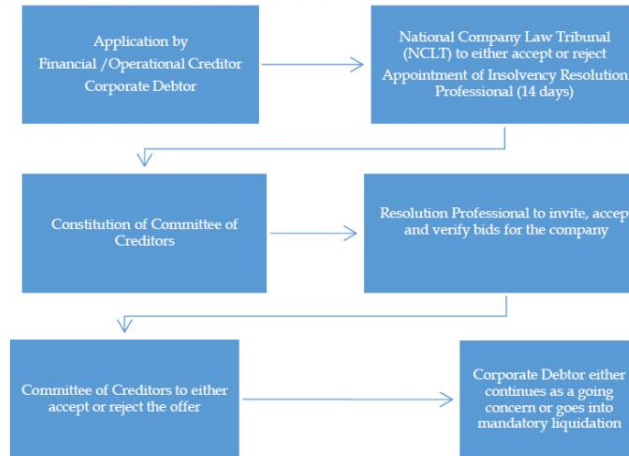 Application by
Financial /Operational Creditor
Corporate Debtor
National Company Law Tribunal
(NCLT) to either accept or reject
Appointment of Insolvency Resolution
Professional (14 days)
Constitution of Committee of
Creditors
Resolution Professional to invite, accept
and verify bids for the company
Committee of Creditors to either
accept or reject the offer
Corporate Debtor either
continues as a going
concern or goes into
mandatory liquidation